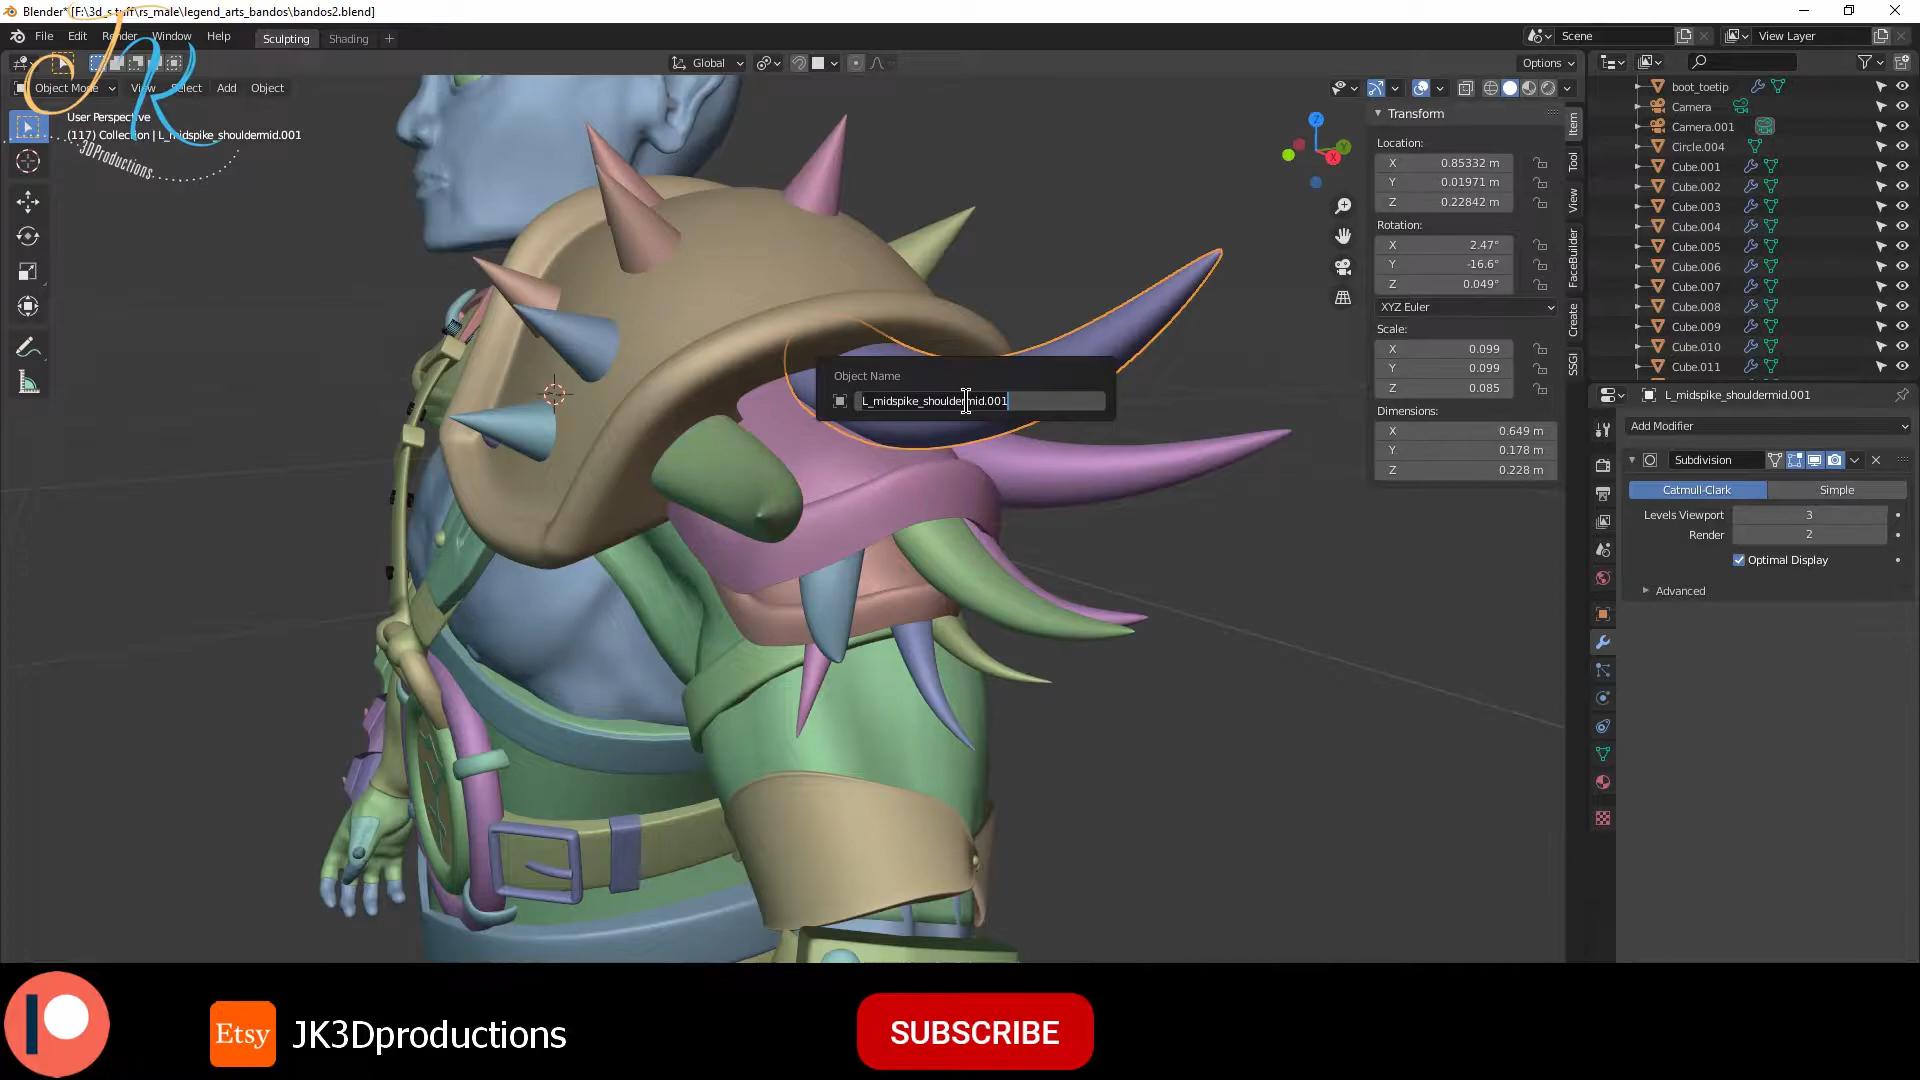 Blender* [F:\3d_stuff\rs_male\legend_arts_bandos\bandos2.blend]
File Edit Render Window Help
Sculpting Shading +
Scene
View Layer
Global
Options
Object Mode View Select Add Object
JR
3DProductions
User Perspective
(117) Collection | L_midspike_shouldermid.001
Object Name
L_midspike_shouldermid.001
Z
Y
X
Transform
Location:
X 0.85332 m
Y 0.01971 m
Z 0.22842 m
Rotation:
X 2.47°
Y -16.6°
Z 0.049°
XYZ Euler
Scale:
X 0.099
Y 0.099
Z 0.085
Dimensions:
X 0.649 m
Y 0.178 m
Z 0.228 m
Item
Tool
View
FaceBuilder
Create
SSGI
boot_toetip
Camera
Camera.001
Circle.004
Cube.001
Cube.002
Cube.003
Cube.004
Cube.005
Cube.006
Cube.007
Cube.008
Cube.009
Cube.010
Cube.011
L_midspike_shouldermid.001
Add Modifier
Subdivision
Catmull-Clark Simple
Levels Viewport 3
Render 2
Optimal Display
Advanced
Etsy JK3Dproductions
SUBSCRIBE